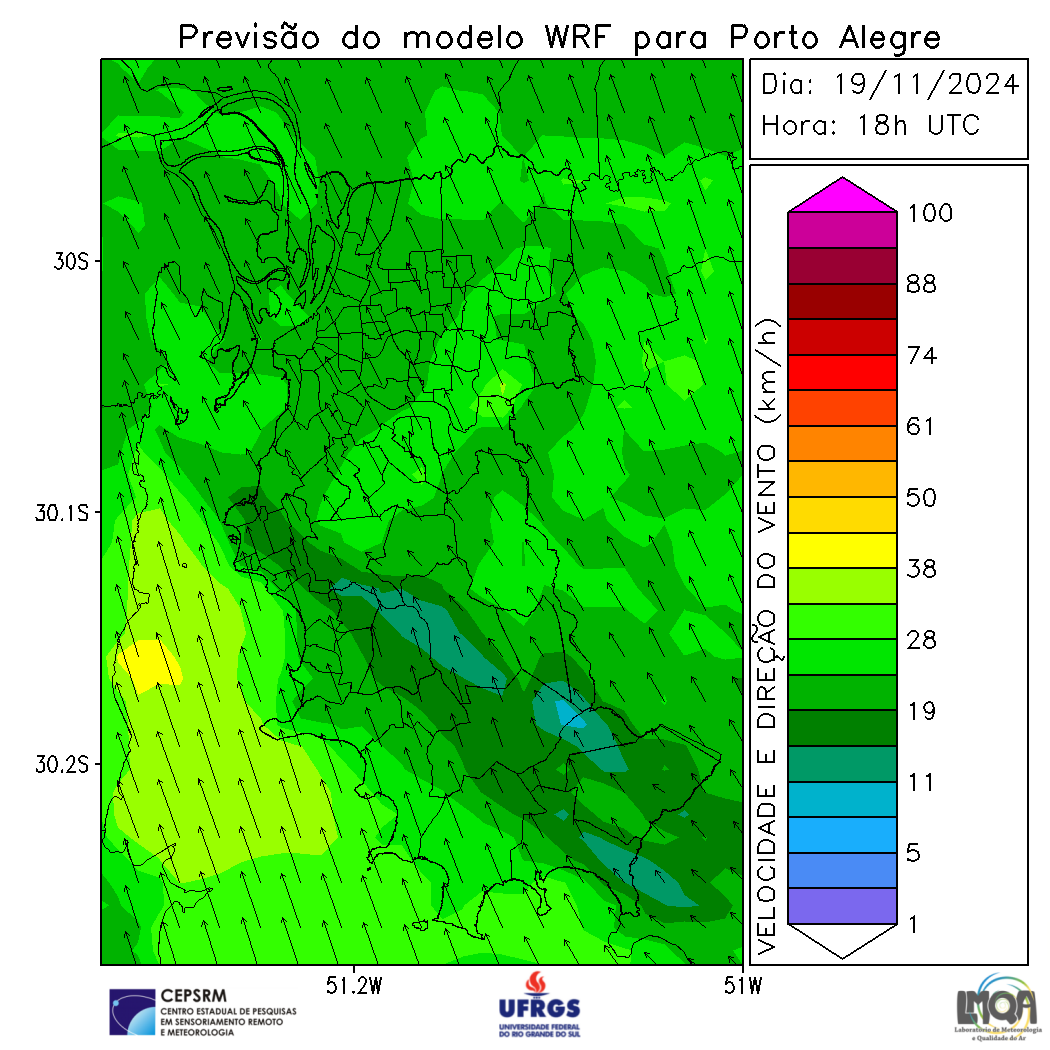 Previsão do modelo WRF para Porto Alegre
Dia: 19/11/2024
Hora: 18h UTC
30S
30.1S
30.2S
51.2W
51W
VELOCIDADE E DIREÇÃO DO VENTO (km/h)
100
88
74
61
50
38
28
19
11
5
1
CEPSRM
CENTRO ESTADUAL DE PESQUISAS
EM SENSORIAMENTO REMOTO
E METEOROLOGIA
UFRGS
UNIVERSIDADE FEDERAL
DO RIO GRANDE DO SUL
LMQA
Laboratório de Meteorologia
e Qualidade do Ar